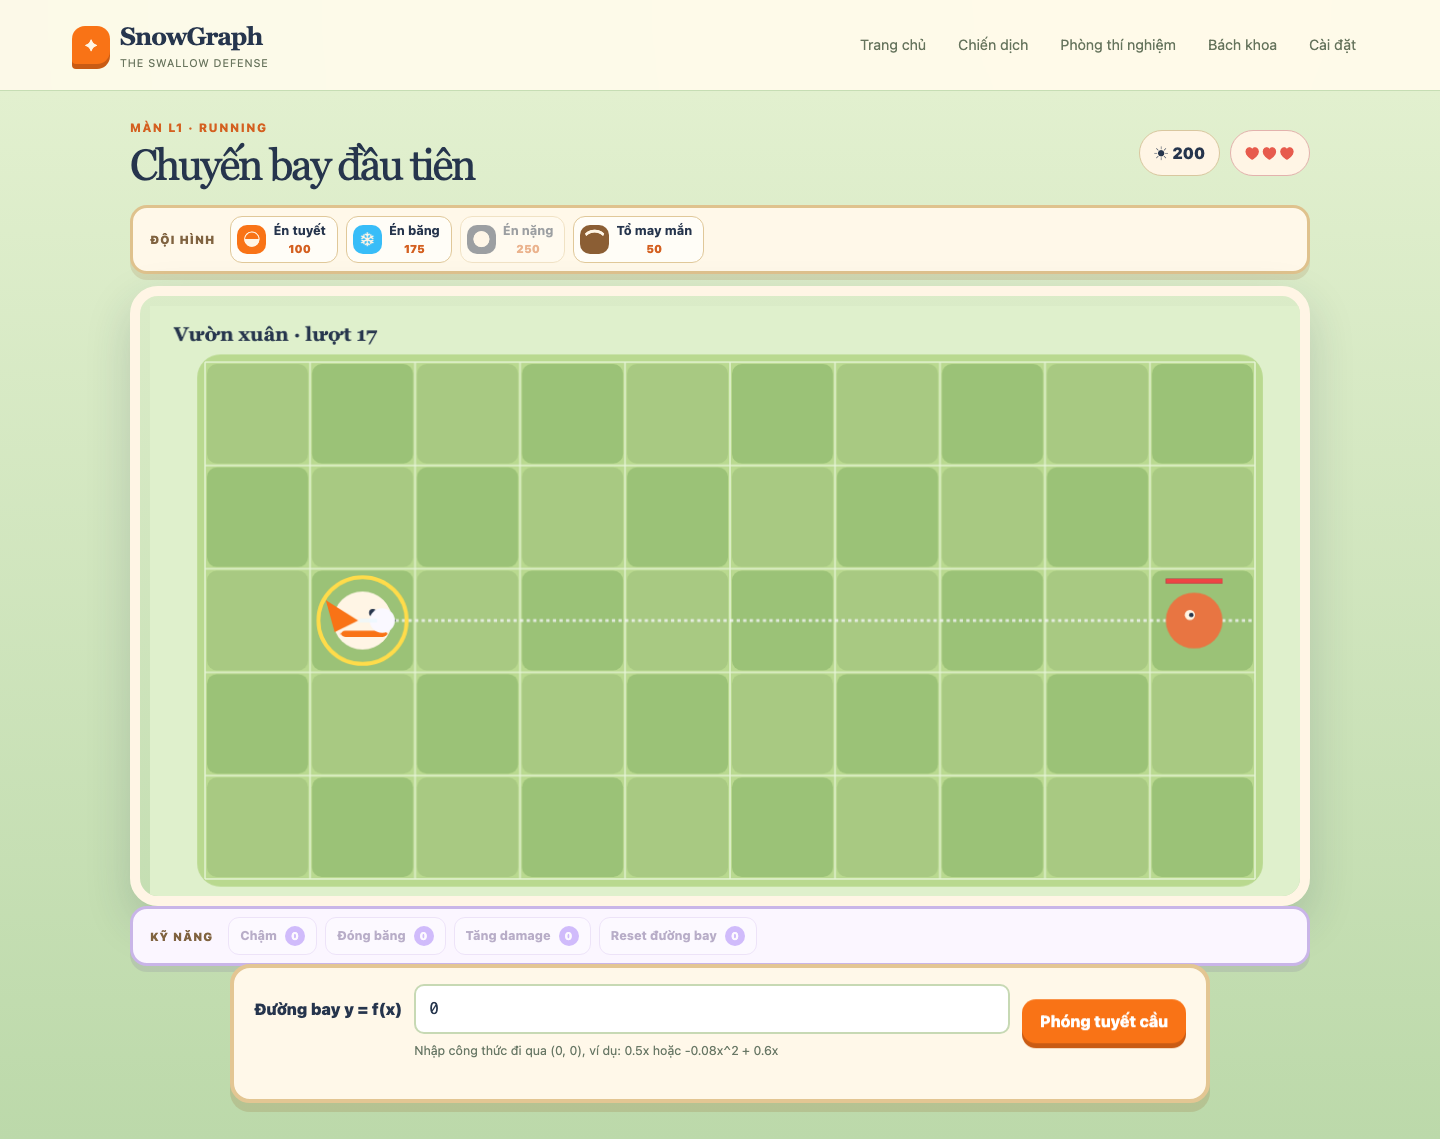 SnowGraph
THE SWALLOW DEFENSE
Trang chủ
Chiến dịch
Phòng thí nghiệm
Bách khoa
Cài đặt
MÀN L1 · RUNNING
Chuyến bay đầu tiên
200
ĐỘI HÌNH
Én tuyết
100
Én băng
175
Én nặng
250
Tổ may mắn
50
Vườn xuân · lượt 17
KỸ NĂNG
Chậm 0
Đóng băng 0
Tăng damage 0
Reset đường bay 0
Đường bay y = f(x)
0
Phóng tuyết cầu
Nhập công thức đi qua (0, 0), ví dụ: 0.5x hoặc -0.08x^2 + 0.6x